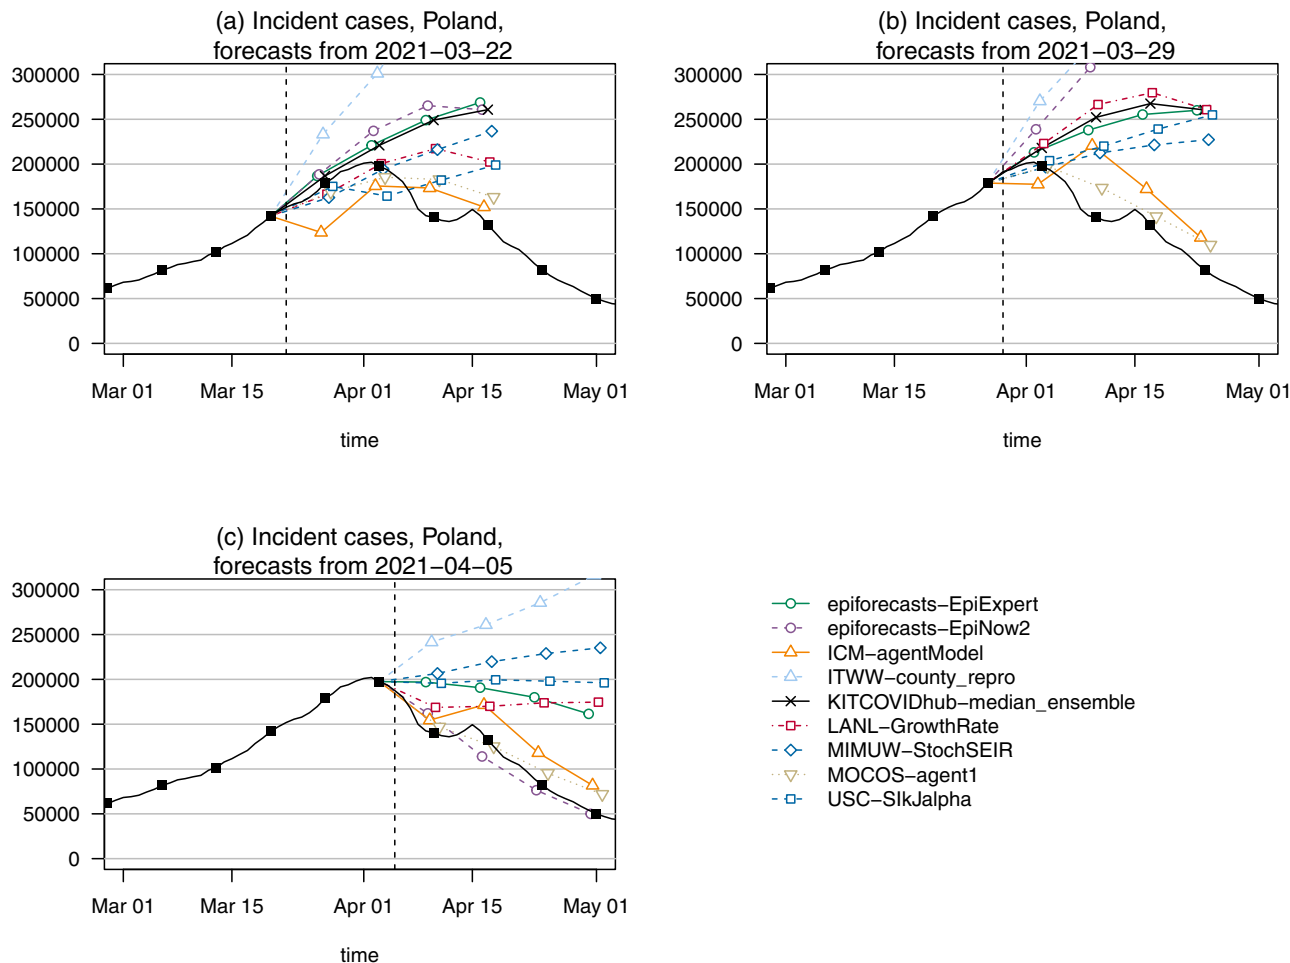 (a) Incident cases, Poland,
forecasts from 2021−03−22
300000
250000
200000
150000
100000
50000
0
Mar 01
Mar 15
Apr 01
Apr 15
May 01
time
(b) Incident cases, Poland,
forecasts from 2021−03−29
300000
250000
200000
150000
100000
50000
0
Mar 01
Mar 15
Apr 01
Apr 15
May 01
time
(c) Incident cases, Poland,
forecasts from 2021−04−05
300000
250000
200000
150000
100000
50000
0
Mar 01
Mar 15
Apr 01
Apr 15
May 01
time
epiforecasts−EpiExpert
epiforecasts−EpiNow2
ICM−agentModel
ITWW−county_repro
KITCOVIDhub−median_ensemble
LANL−GrowthRate
MIMUW−StochSEIR
MOCOS−agent1
USC−SIkJalpha